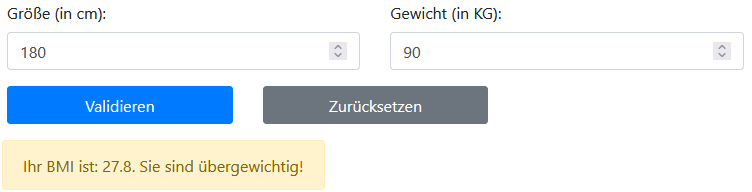 Größe (in cm):
Gewicht (in KG):
180
90
Validieren
Zurücksetzen
Ihr BMI ist: 27.8. Sie sind übergewichtig!